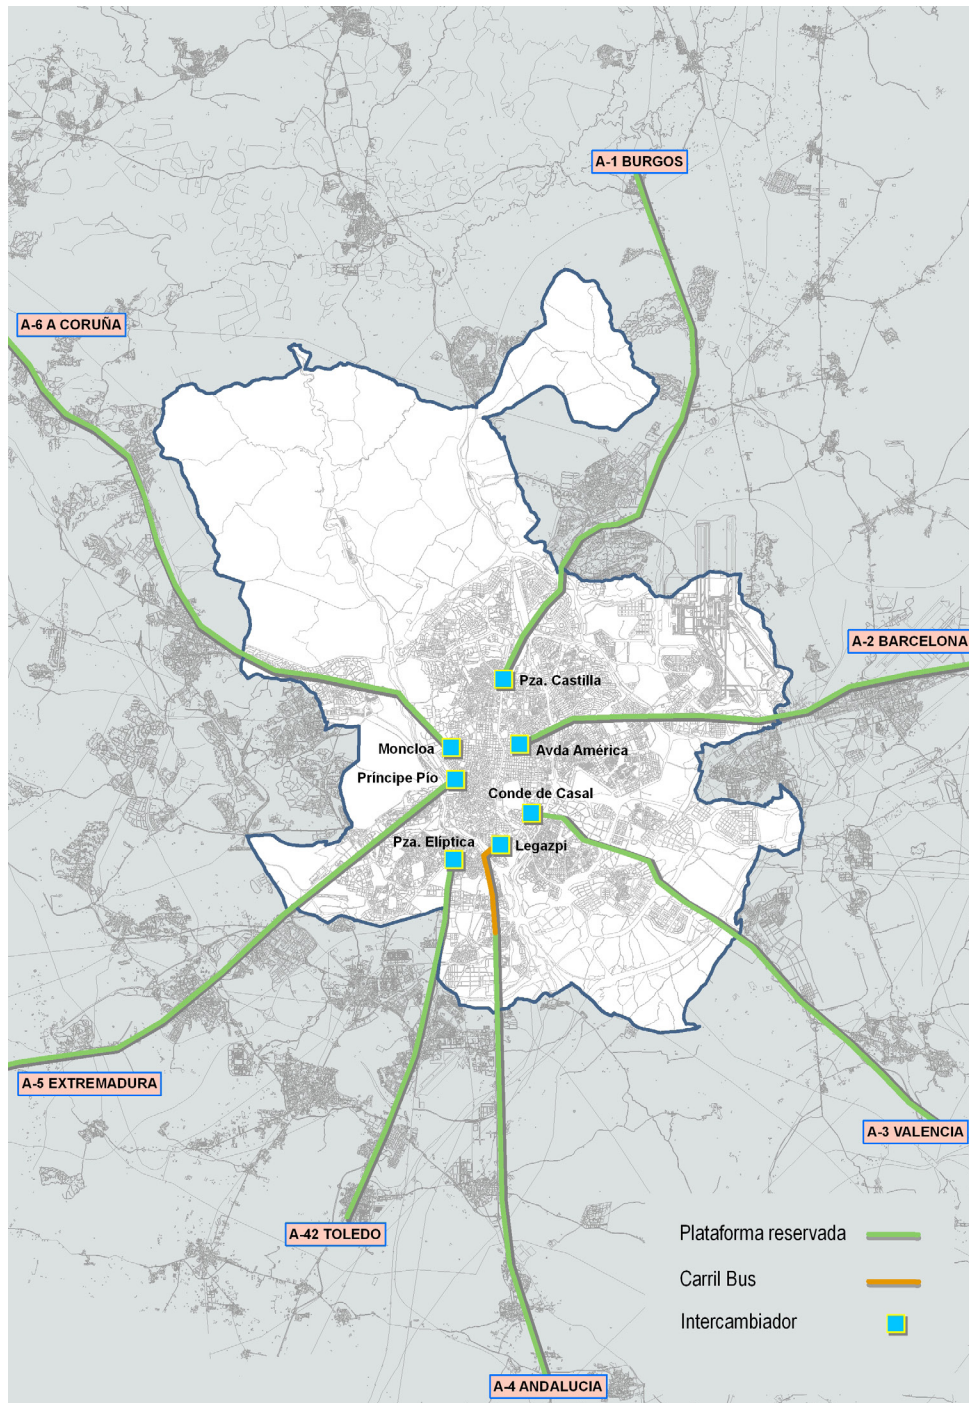 A-1 BURGOS
A-6 A CORUÑA
A-2 BARCELONA
Pza. Castilla
Moncloa
Avda América
Príncipe Pío
Conde de Casal
Pza. Elíptica
Legazpi
A-5 EXTREMADURA
A-3 VALENCIA
A-42 TOLEDO
Plataforma reservada
Carril Bus
Intercambiador
A-4 ANDALUCIA